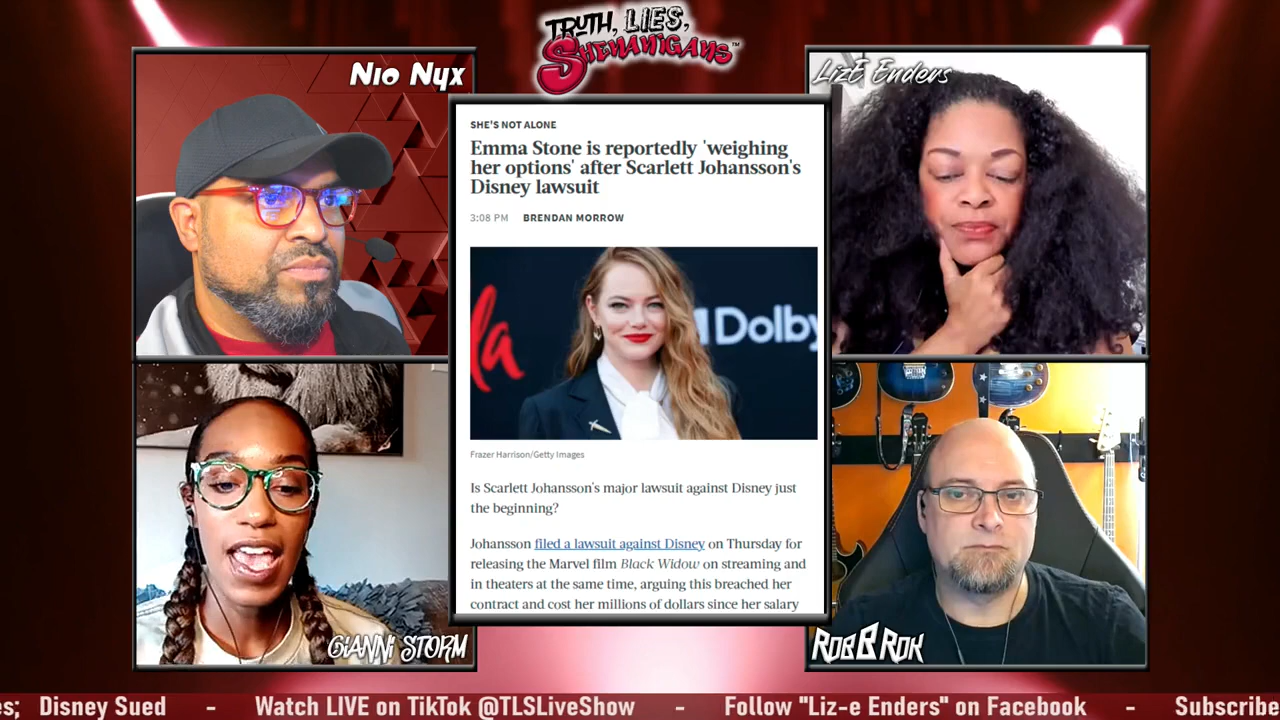 TRUTH, LIES,
SHENANIGANS™
Nio Nyx
LizE Enders
SHE'S NOT ALONE
Emma Stone is reportedly 'weighing
her options' after Scarlett Johansson's
Disney lawsuit
3:08 PM BRENDAN MORROW
la
Dolby
Frazer Harrison/Getty Images
Is Scarlett Johansson's major lawsuit against Disney just
the beginning?
Johansson filed a lawsuit against Disney on Thursday for
releasing the Marvel film Black Widow on streaming and
in theaters at the same time, arguing this breached her
contract and cost her millions of dollars since her salary
GiANNi STORM
RobB Rok
es; Disney Sued - Watch LIVE on TikTok @TLSLiveShow - Follow "Liz-e Enders" on Facebook - Subscribe